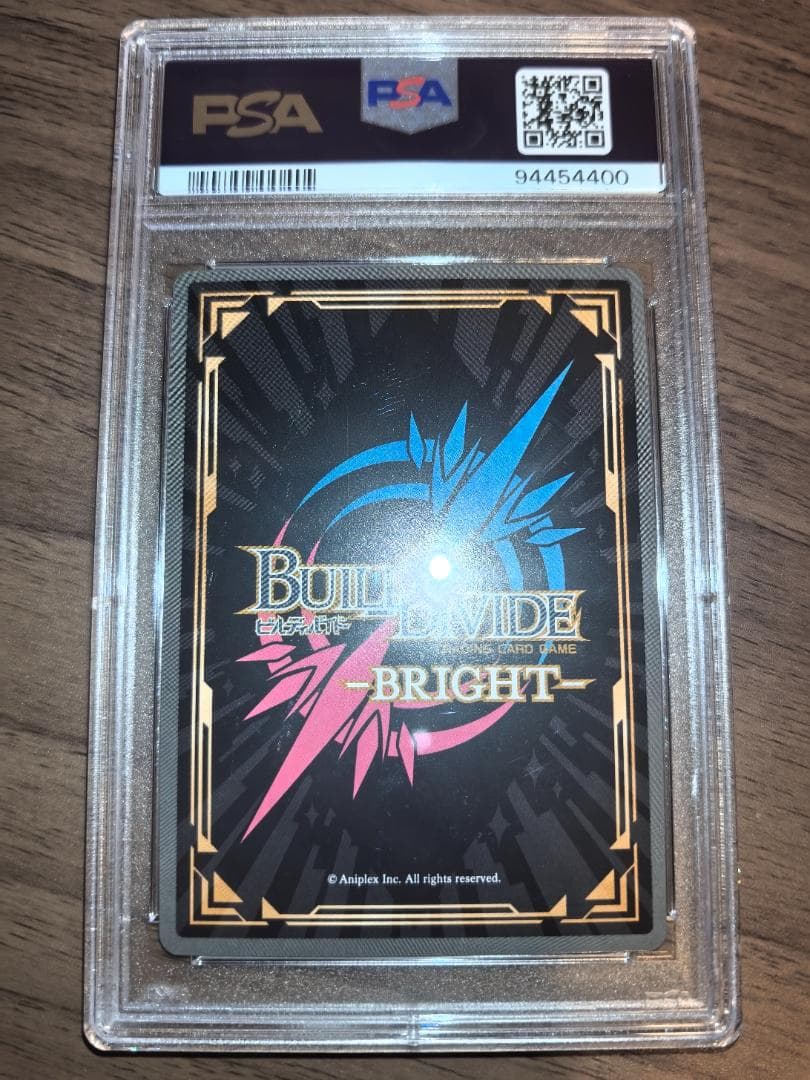 PSA
PSA
94454400
BUILD DIVIDE
ビルディバイド
TRADING CARD GAME
-BRIGHT-
© Aniplex Inc. All rights reserved.